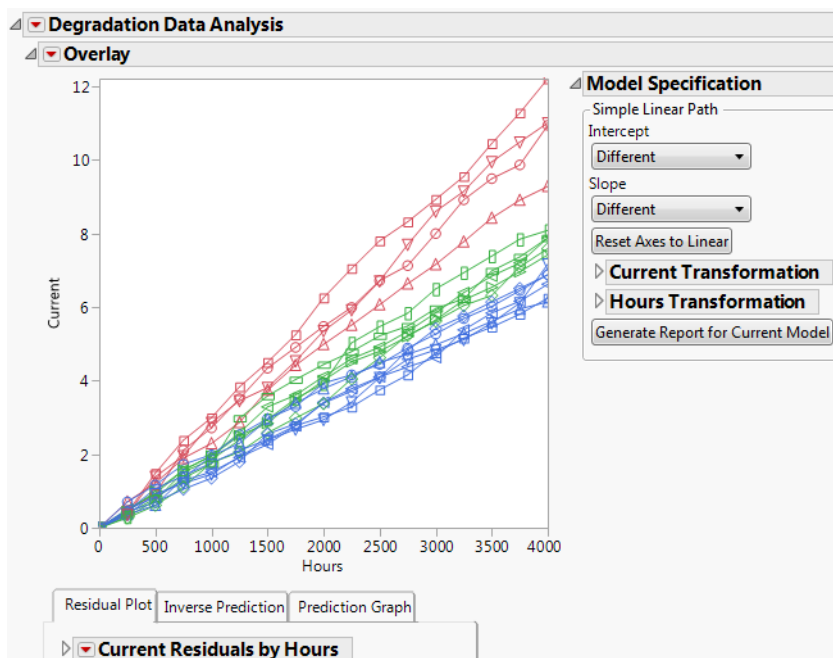 Degradation Data Analysis
Overlay
12
10
8
6
4
2
0
Current
0 500 1000 1500 2000 2500 3000 3500 4000
Hours
Model Specification
Simple Linear Path
Intercept
Different
Slope
Different
Reset Axes to Linear
Current Transformation
Hours Transformation
Generate Report for Current Model
Residual Plot Inverse Prediction Prediction Graph
Current Residuals by Hours